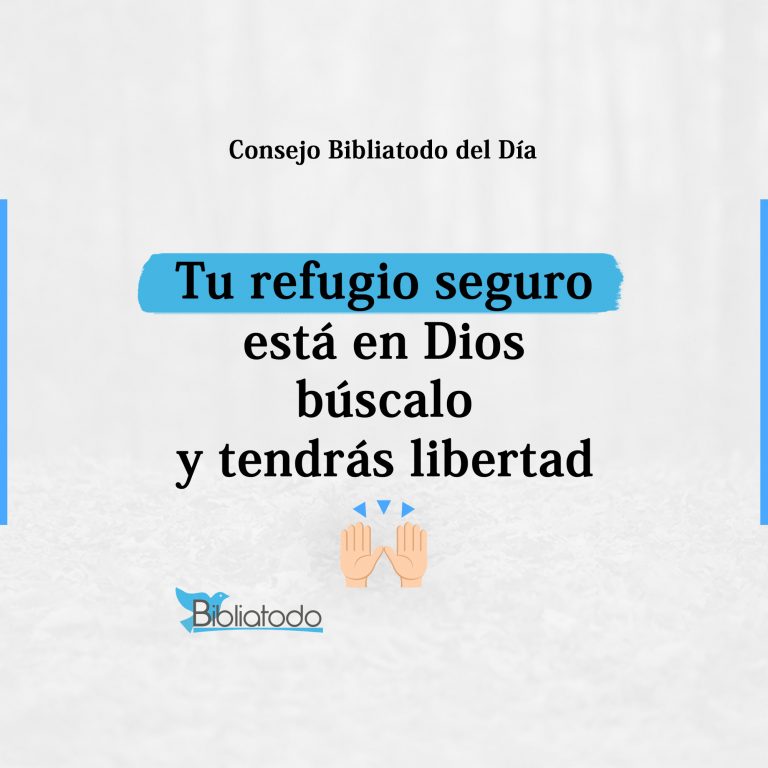 Consejo Bibliatodo del Día
Tu refugio seguro
está en Dios
búscalo
y tendrás libertad
Bibliatodo